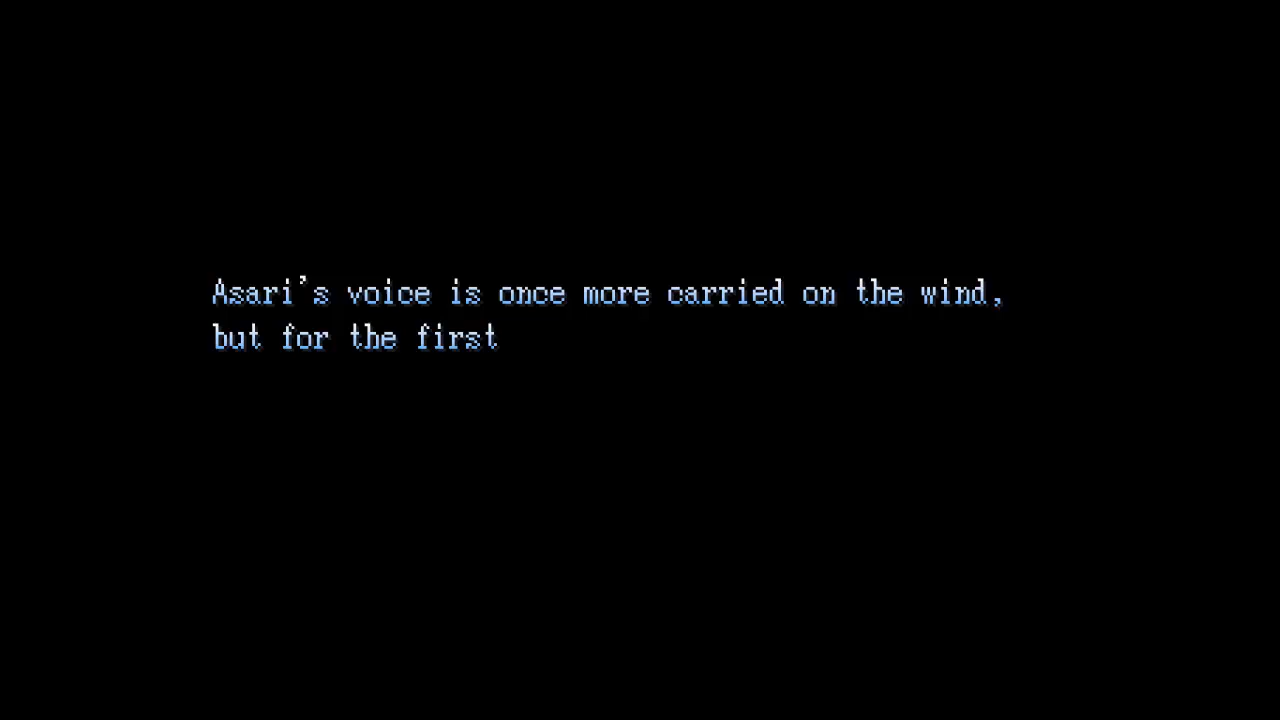 Asari's voice is once more carried on the wind,
but for the first